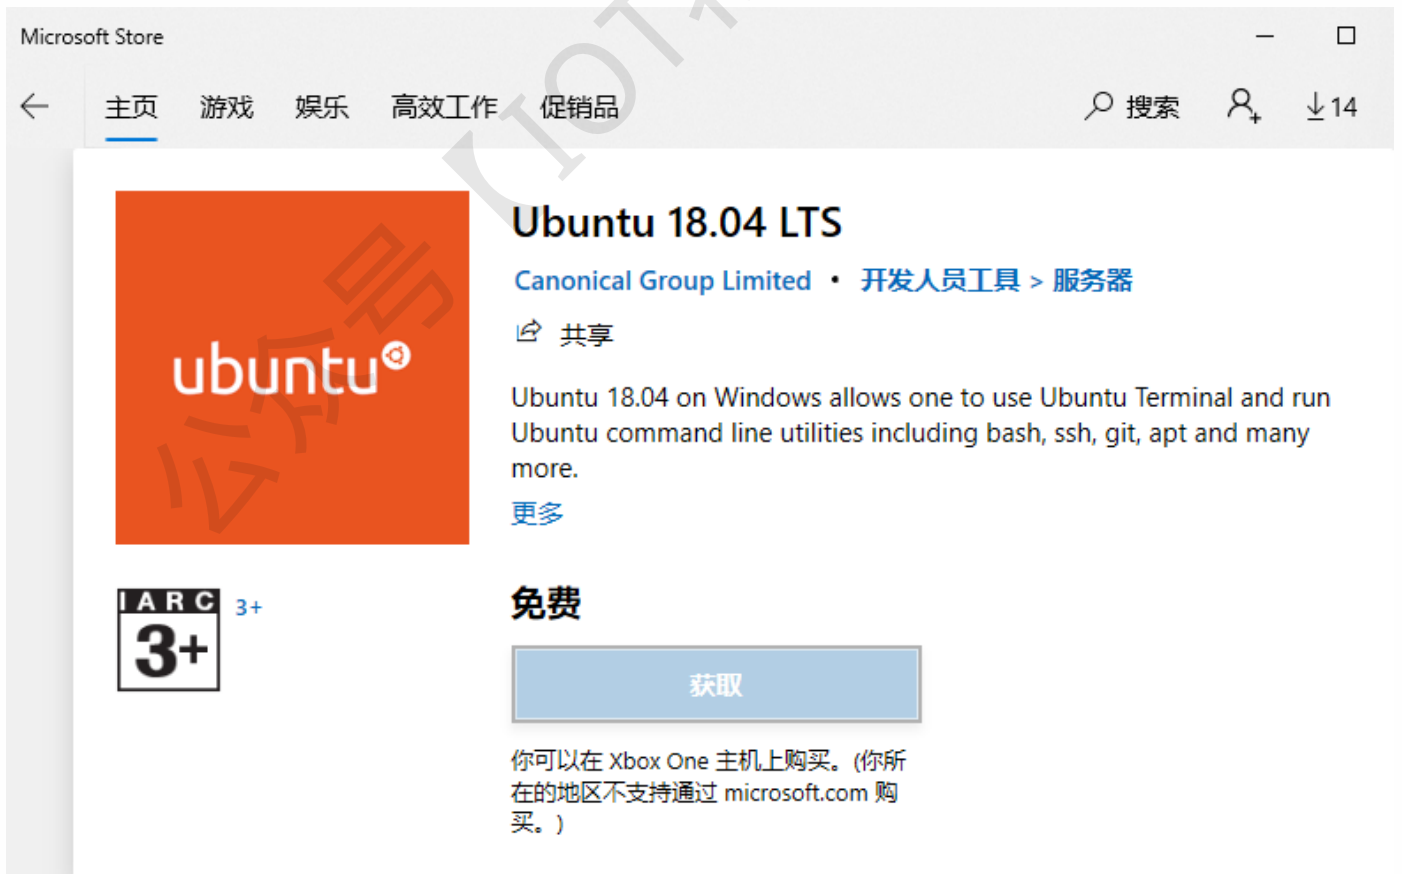 Microsoft Store
主页 游戏 娱乐 高效工作 促销品 搜索 14
Ubuntu 18.04 LTS
Canonical Group Limited • 开发人员工具 > 服务器
共享
ubuntu
Ubuntu 18.04 on Windows allows one to use Ubuntu Terminal and run
Ubuntu command line utilities including bash, ssh, git, apt and many
more.
更多
IARC
3+
3+
免费
获取
你可以在 Xbox One 主机上购买。(你所
在的地区不支持通过 microsoft.com 购
买。)
公众号【IOT